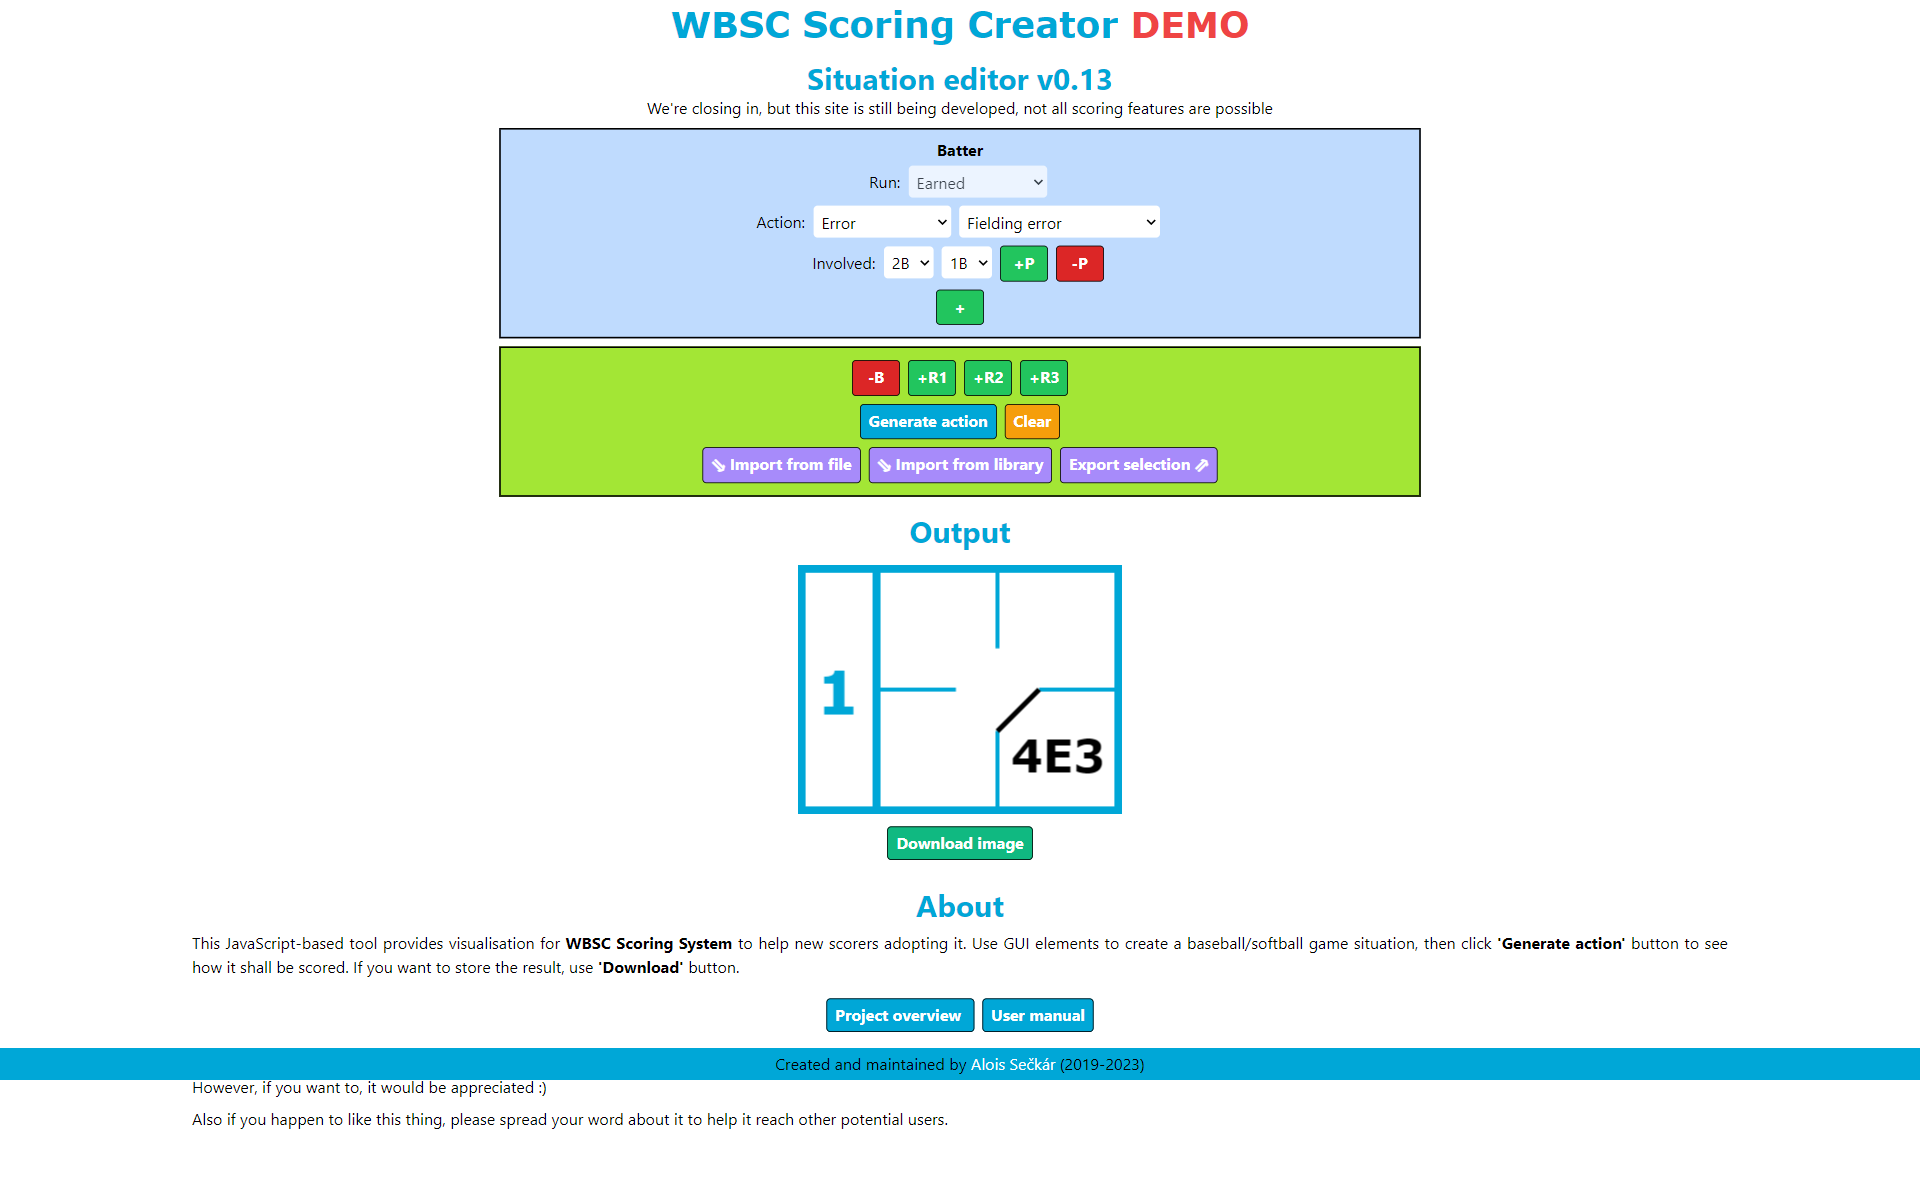 WBSC Scoring Creator DEMO
Situation editor v0.13
We're closing in, but this site is still being developed, not all scoring features are possible
Batter
Run: Earned
Action: Error Fielding error
Involved: 2B 1B +P -P
+
-B +R1 +R2 +R3
Generate action Clear
⇘ Import from file ⇘ Import from library Export selection ⇗
Output
1
4E3
Download image
About
This JavaScript-based tool provides visualisation for WBSC Scoring System to help new scorers adopting it. Use GUI elements to create a baseball/softball game situation, then click 'Generate action' button to see
how it shall be scored. If you want to store the result, use 'Download' button.
Project overview User manual
Created and maintained by Alois Sečkár (2019-2023)
However, if you want to, it would be appreciated :)
Also if you happen to like this thing, please spread your word about it to help it reach other potential users.